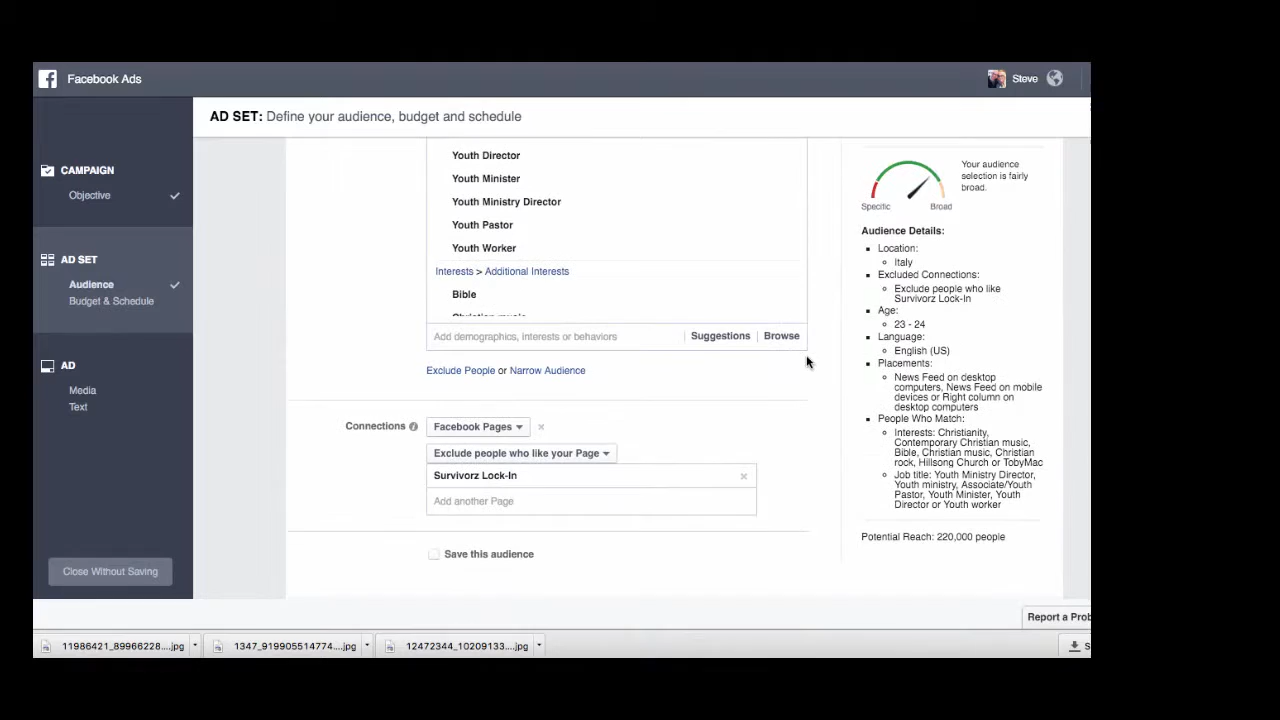 Facebook Ads
Steve
AD SET: Define your audience, budget and schedule
CAMPAIGN
Objective
AD SET
Audience
Budget & Schedule
AD
Media
Text
Close Without Saving
Youth Director
Youth Minister
Youth Ministry Director
Youth Pastor
Youth Worker
Interests > Additional Interests
Bible
Christian music
Add demographics, interests or behaviors
Suggestions
Browse
Exclude People or Narrow Audience
Connections
Facebook Pages
Exclude people who like your Page
Survivorz Lock-In
Add another Page
Save this audience
Your audience
selection is fairly
broad.
Specific
Broad
Audience Details:
Location:
Italy
Excluded Connections:
Exclude people who like
Survivorz Lock-In
Age:
23 - 24
Language:
English (US)
Placements:
News Feed on desktop
computers, News Feed on mobile
devices or Right column on
desktop computers
People Who Match:
Interests: Christianity,
Contemporary Christian music,
Bible, Christian music, Christian
rock, Hillsong Church or TobyMac
Job title: Youth Ministry Director,
Youth ministry, Associate/Youth
Pastor, Youth Minister, Youth
Director or Youth worker
Potential Reach: 220,000 people
Report a Prob
11986421_89966228....jpg
1347_919905514774....jpg
12472344_10209133....jpg
S